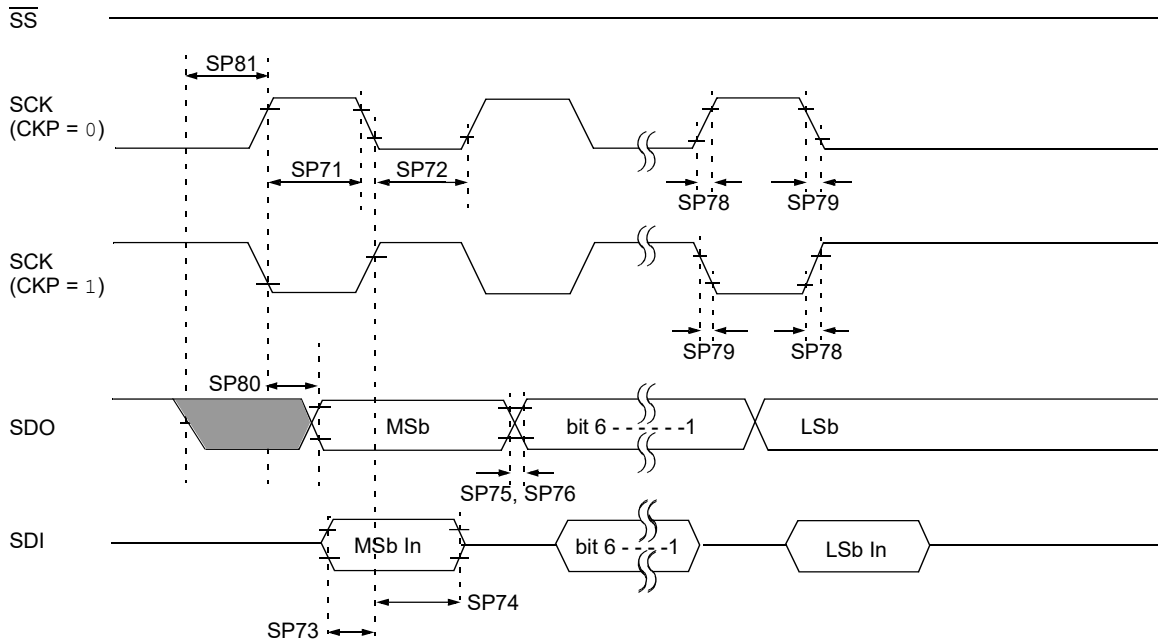 SS
SP81
SCK
(CKP = 0)
SP71
SP72
SP78
SP79
SCK
(CKP = 1)
SP79
SP78
SP80
SDO
MSb
bit 6 - - - - - -1
LSb
SP75, SP76
SDI
MSb In
bit 6 - - - - -1
LSb In
SP74
SP73